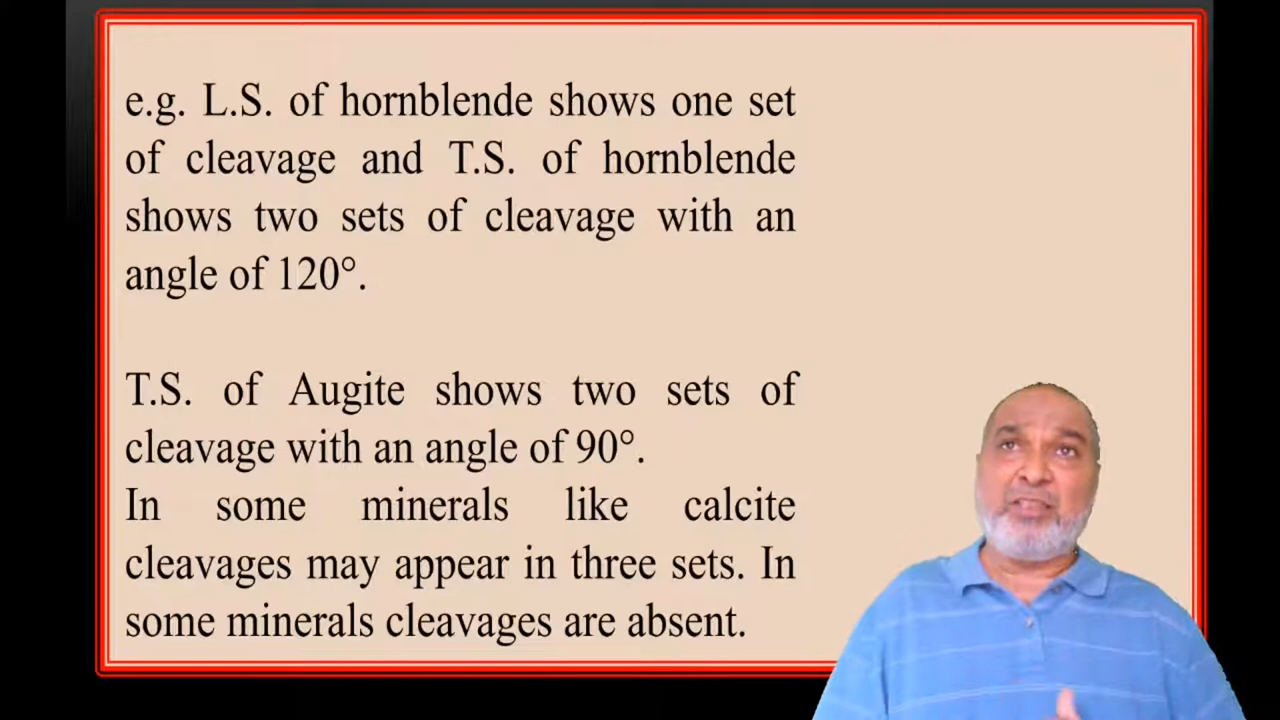 e.g. L.S. of hornblende shows one set
of cleavage and T.S. of hornblende
shows two sets of cleavage with an
angle of 120°.
T.S. of Augite shows two sets of
cleavage with an angle of 90°.
In some minerals like calcite
cleavages may appear in three sets. In
some minerals cleavages are absent.